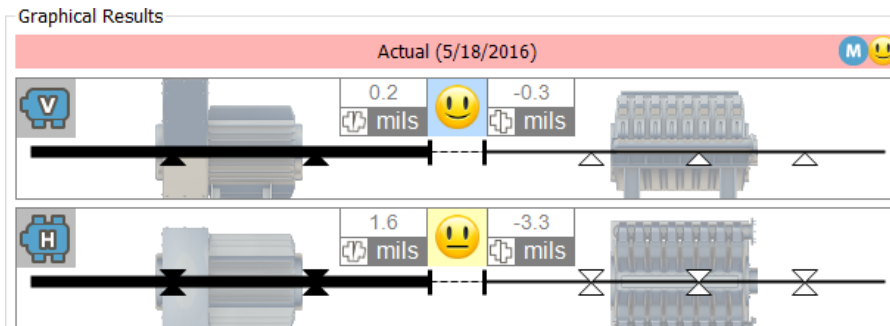 Graphical Results
Actual (5/18/2016)
M
V
0.2
-0.3
mils
mils
H
1.6
-3.3
mils
mils